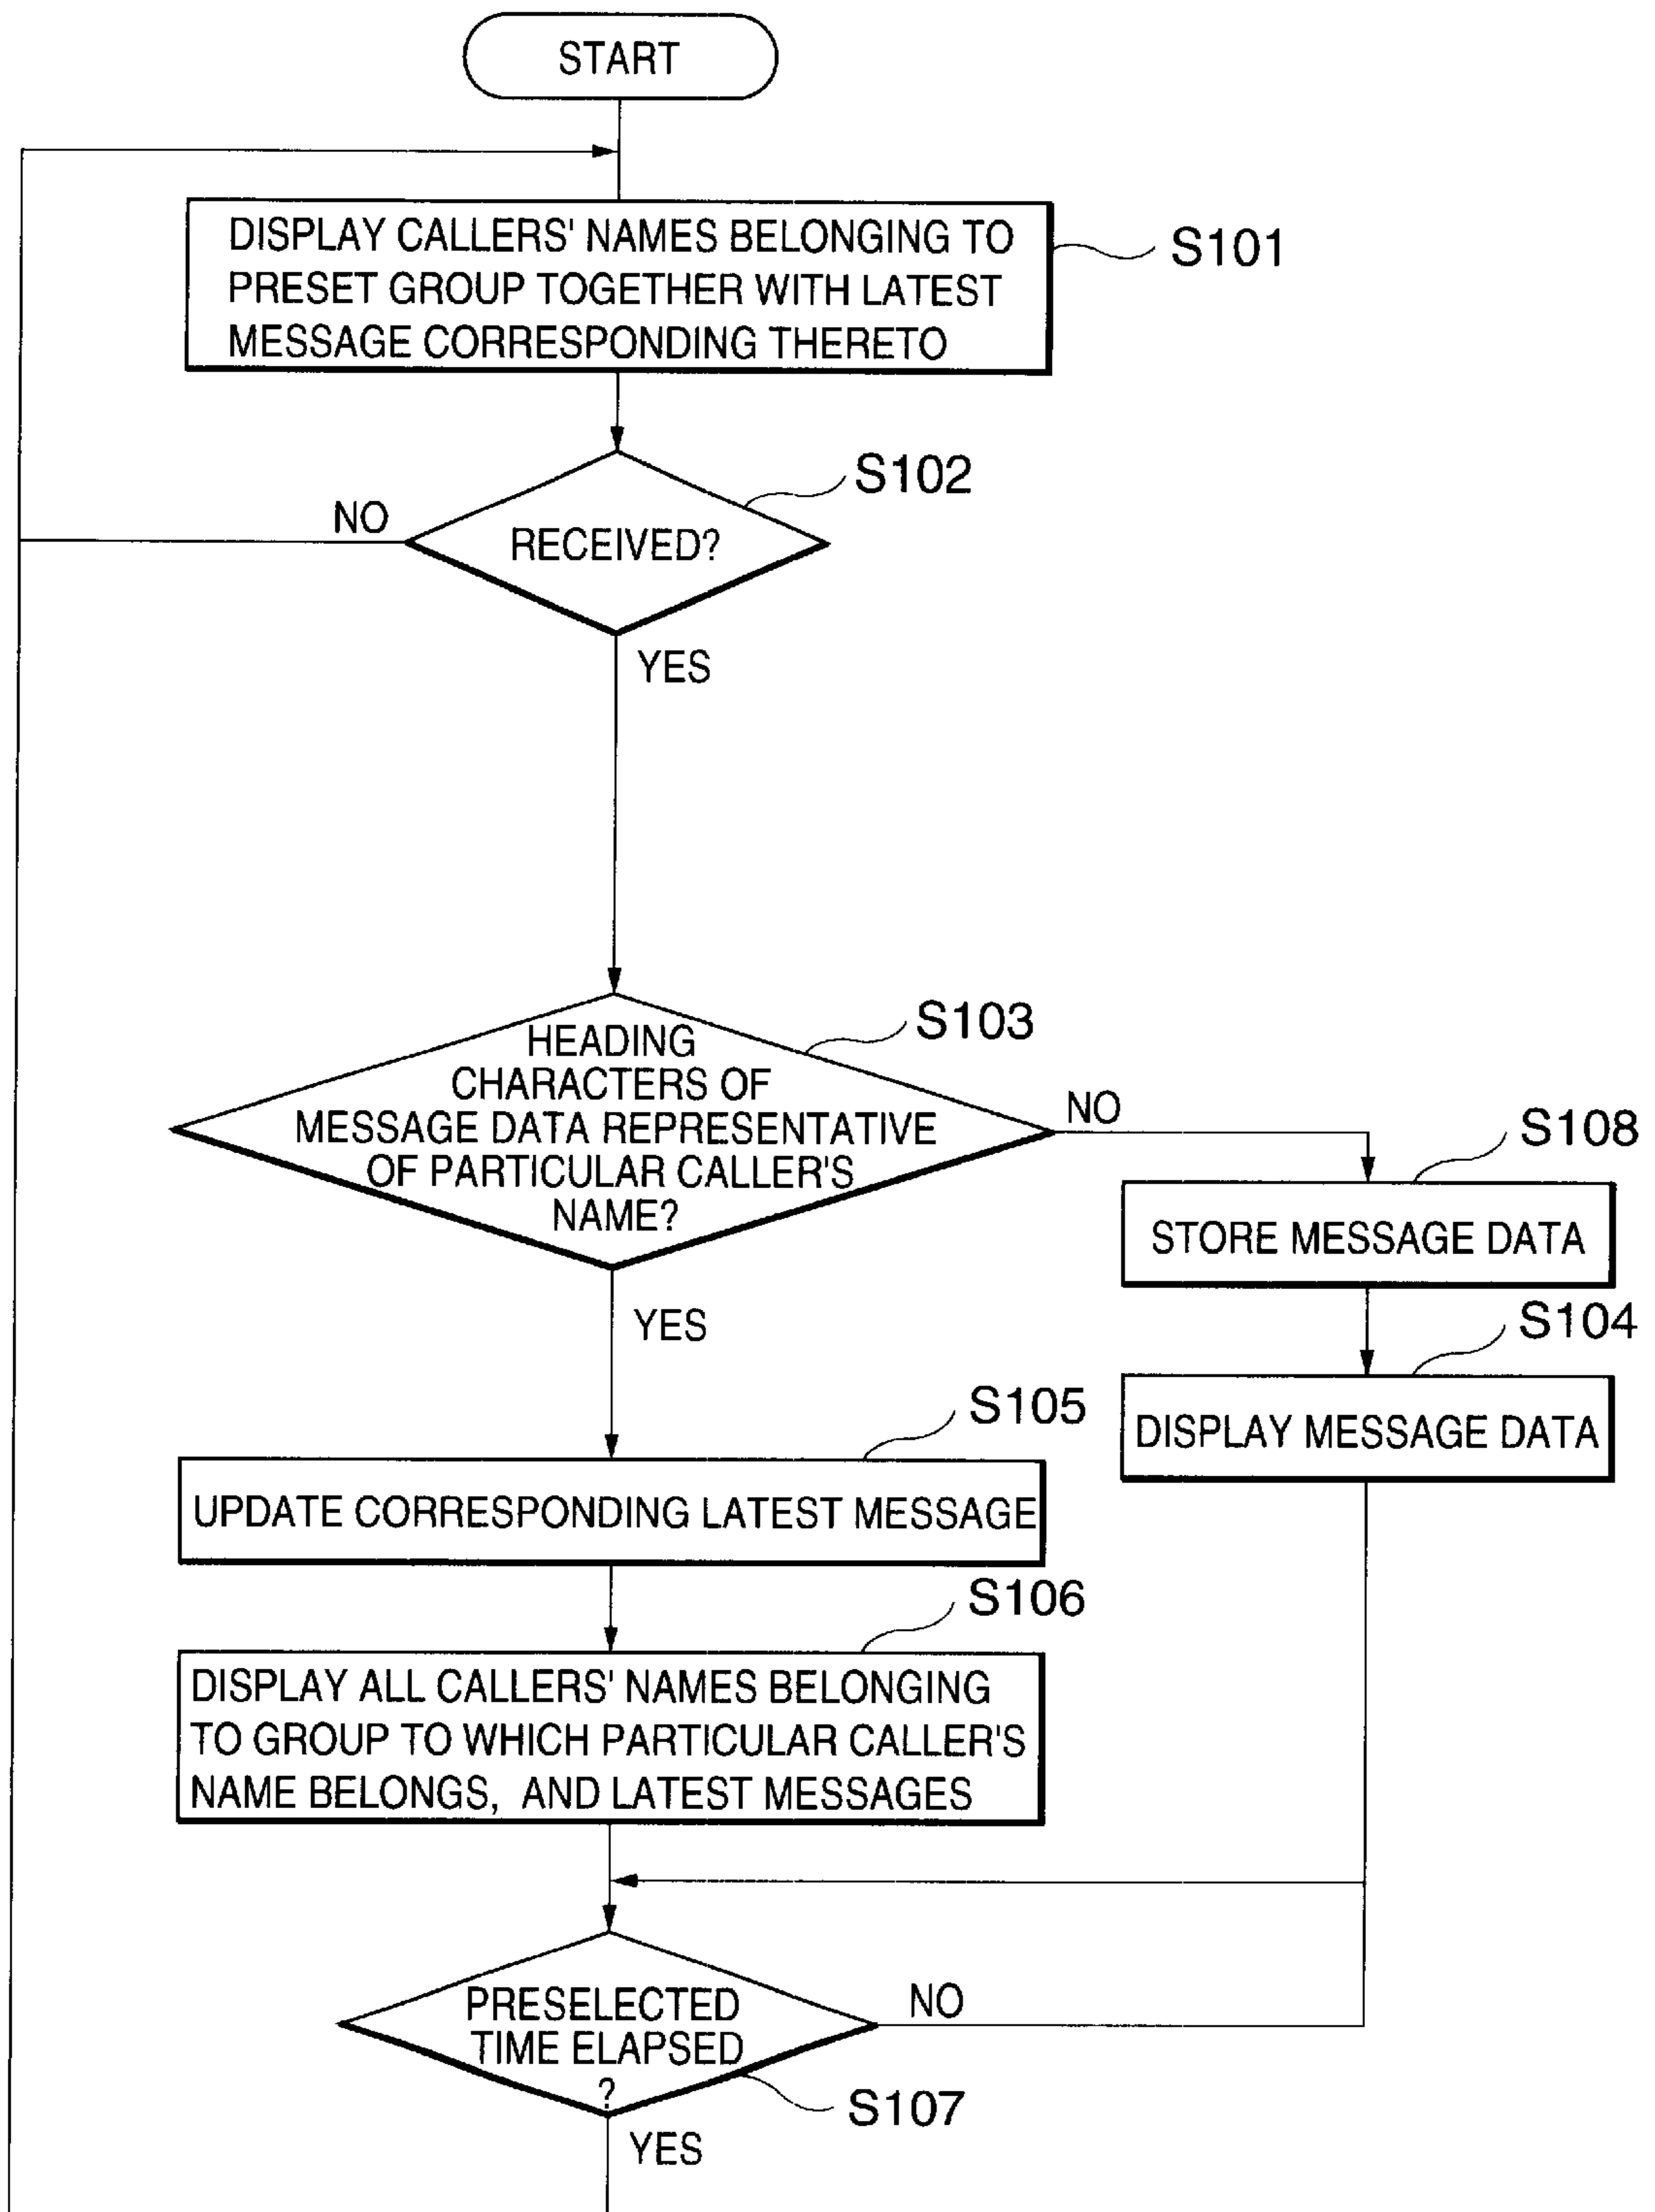 START
DISPLAY CALLERS' NAMES BELONGING TO
PRESET GROUP TOGETHER WITH LATEST
MESSAGE CORRESPONDING THERETO
S101
S102
NO
RECEIVED?
YES
S103
HEADING
CHARACTERS OF
MESSAGE DATA REPRESENTATIVE
OF PARTICULAR CALLER'S
NAME?
NO
S108
STORE MESSAGE DATA
YES
S104
DISPLAY MESSAGE DATA
S105
UPDATE CORRESPONDING LATEST MESSAGE
S106
DISPLAY ALL CALLERS' NAMES BELONGING
TO GROUP TO WHICH PARTICULAR CALLER'S
NAME BELONGS, AND LATEST MESSAGES
PRESELECTED
TIME ELAPSED
?
NO
S107
YES